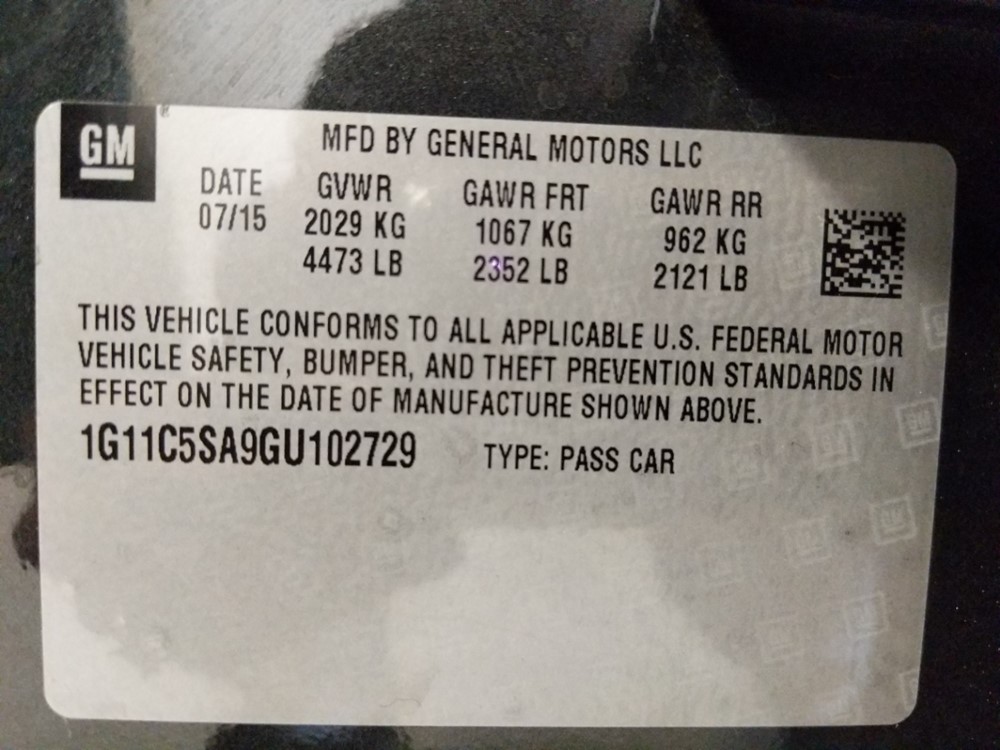 GM
MFD BY GENERAL MOTORS LLC
DATE GVWR GAWR FRT GAWR RR
07/15 2029 KG 1067 KG 962 KG
4473 LB 2352 LB 2121 LB
THIS VEHICLE CONFORMS TO ALL APPLICABLE U.S. FEDERAL MOTOR
VEHICLE SAFETY, BUMPER, AND THEFT PREVENTION STANDARDS IN
EFFECT ON THE DATE OF MANUFACTURE SHOWN ABOVE.
1G11C5SA9GU102729 TYPE: PASS CAR